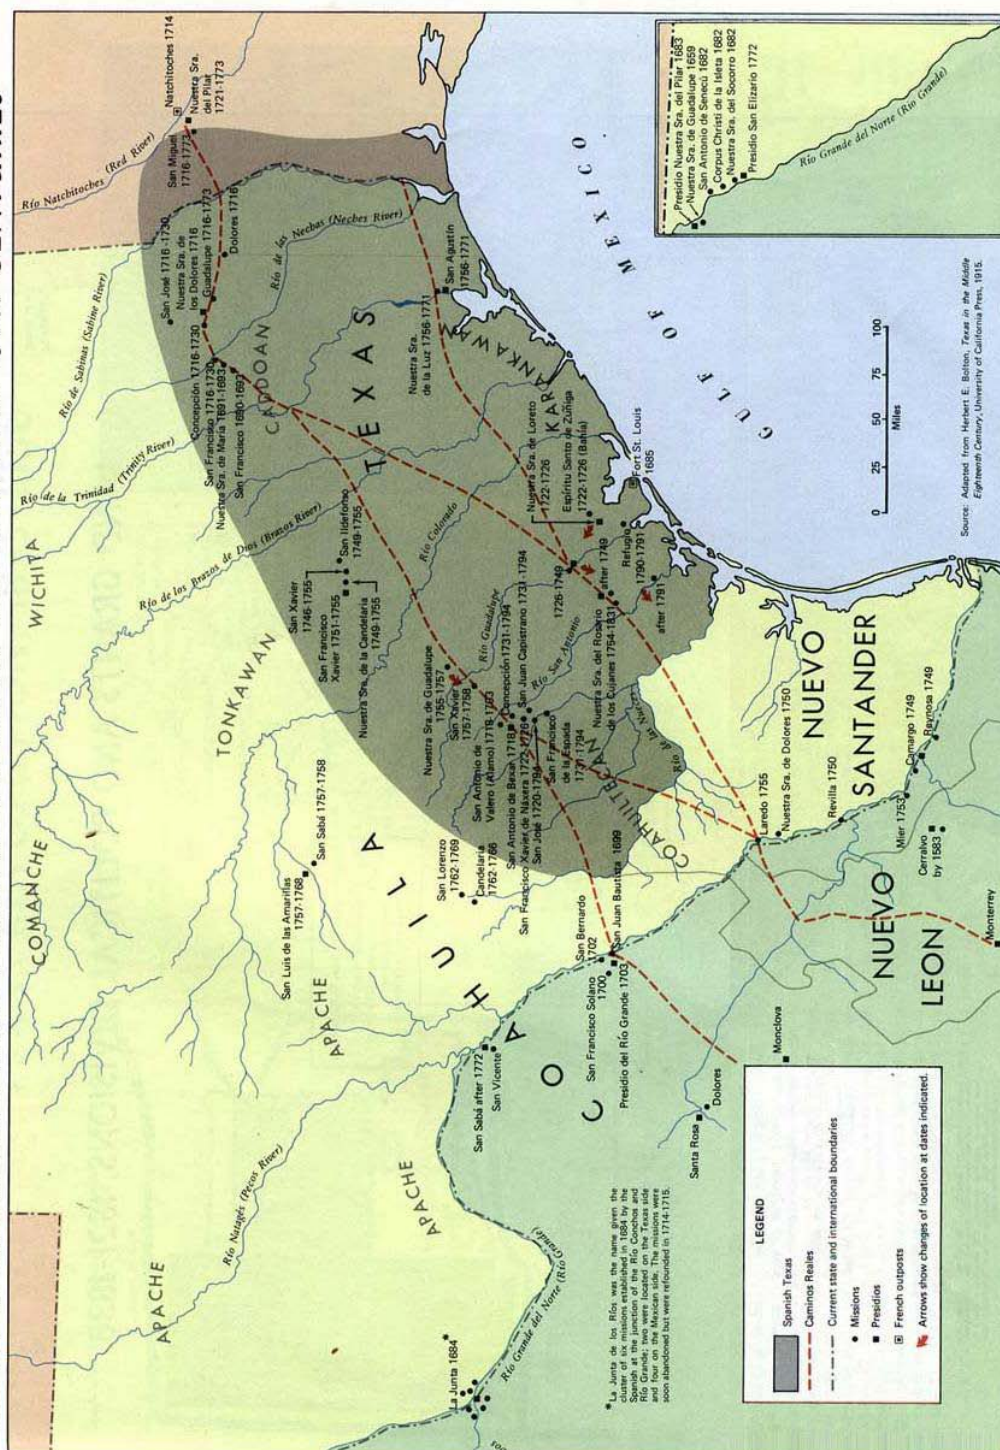 Río Natchitoches (Red River)
Natchitoches 1714
Nuestra Sra.
del Pilar
1721-1773
San Miguel
1716-1773
San José 1716-1730
Nuestra Sra. de
los Dolores 1716
Guadalupe 1716-1773
Dolores 1716
Concepción 1716-1730
San Francisco 1716-1730
Nuestra Sra. de María 1691-1693
San Francisco 1690-1693
Río de Sabinas (Sabine River)
Río de la Trinidad (Trinity River)
Río de los Brazos de Dios (Brazos River)
Río de las Nechas (Neches River)
CADDOAN
TEXAS
San Agustín
1756-1771
Nuestra Sra.
de la Luz 1756-1771
KARANKAWAN
WICHITA
San Xavier
1746-1755
San Ildefonso
1749-1755
San Francisco
Xavier 1751-1755
Nuestra Sra. de la Candelaria
1749-1755
Río Colorado
Nuestra Sra. de Loreto
1722-1726
Espíritu Santo de Zuñiga
1722-1726 (Bahía)
Fort St. Louis
1685
TONKAWAN
Nuestra Sra. de Guadalupe
1755-1757
San Xavier
1757-1758
Río Guadalupe
San Antonio de
Valero (Alamo) 1718-1793
Concepción 1731-1794
San Juan Capistrano 1731-1794
San Antonio de Bexar 1718
San Francisco Xavier de Náxera 1722-1726
San José 1720-1794
San Francisco
de la Espada
1731-1794
Río San Antonio
1726-1749
after 1749
Refugio
1790-1791
after 1791
Nuestra Sra. del Rosario
de los Cujanes 1754-1831
Río de las Nueces
COAHUILTECAN
COMANCHE
San Luis de las Amarillas
1757-1768
San Sabá 1757-1758
San Lorenzo
1762-1769
Candelaria
1762-1766
COAHUILA
APACHE
San Bernardo
1702
San Juan Bautista 1699
San Francisco Solano
1700
Presidio del Río Grande 1703
San Sabá after 1772
San Vicente
Laredo 1755
Nuestra Sra. de Dolores 1750
Revilla 1750
Mier 1753
Camargo 1749
Reynosa 1749
Cerralvo
by 1583
NUEVO
SANTANDER
NUEVO
LEON
Monterrey
Monclova
Santa Rosa
Dolores
APACHE
APACHE
Río Natagés (Pecos River)
La Junta 1684*
Río Grande del Norte (Río Grande)
GULF OF MEXICO
0 25 50 75 100
Miles
Presidio Nuestra Sra. del Pilar 1683
Nuestra Sra. de Guadalupe 1659
San Antonio de Senecú 1682
Corpus Christi de la Isleta 1682
Nuestra Sra. del Socorro 1682
Presidio San Elizario 1772
Río Grande del Norte (Río Grande)
Source: Adapted from Herbert E. Bolton, Texas in the Middle
Eighteenth Century, University of California Press, 1915.
*La Junta de los Ríos was the name given the
cluster of six missions established in 1684 by the
Spanish at the junction of the Río Conchos and
Río Grande; two were located on the Texas side
and four on the Mexican side. The missions were
soon abandoned but were refounded in 1714-1715.
LEGEND
Spanish Texas
Caminos Reales
Current state and international boundaries
Missions
Presidios
French outposts
Arrows show changes of location at dates indicated.